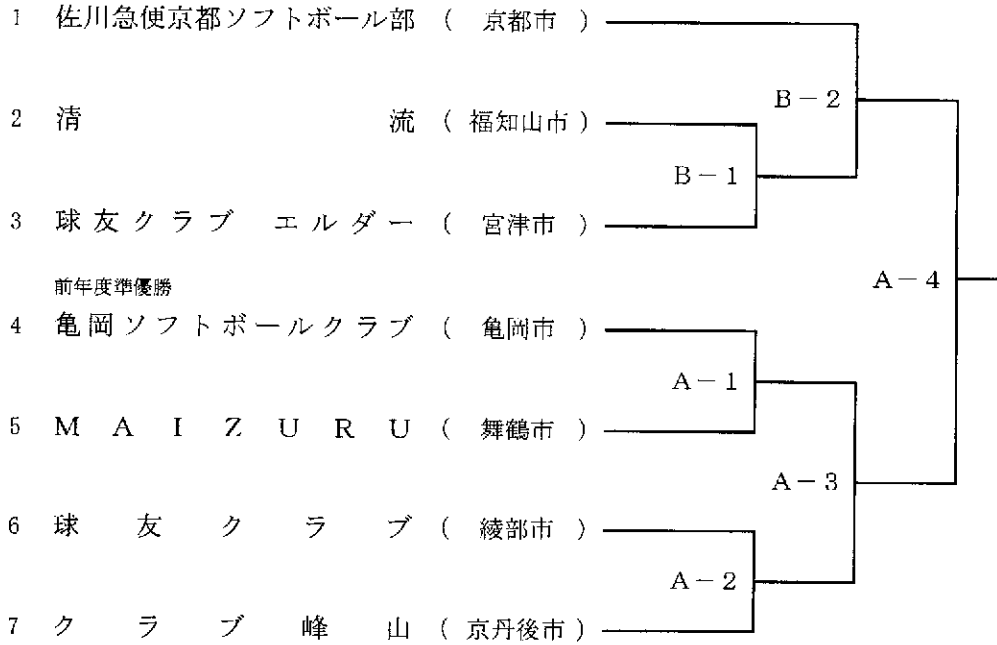 1 佐川急便京都ソフトボール部 ( 京都市 )
B-2
2 清流 ( 福知山市 )
B-1
3 球友クラブ エルダー ( 宮津市 )
A-4
前年度準優勝
4 亀岡ソフトボールクラブ ( 亀岡市 )
A-1
5 MAIZURU ( 舞鶴市 )
A-3
6 球友クラブ ( 綾部市 )
A-2
7 クラブ峰山 ( 京丹後市 )